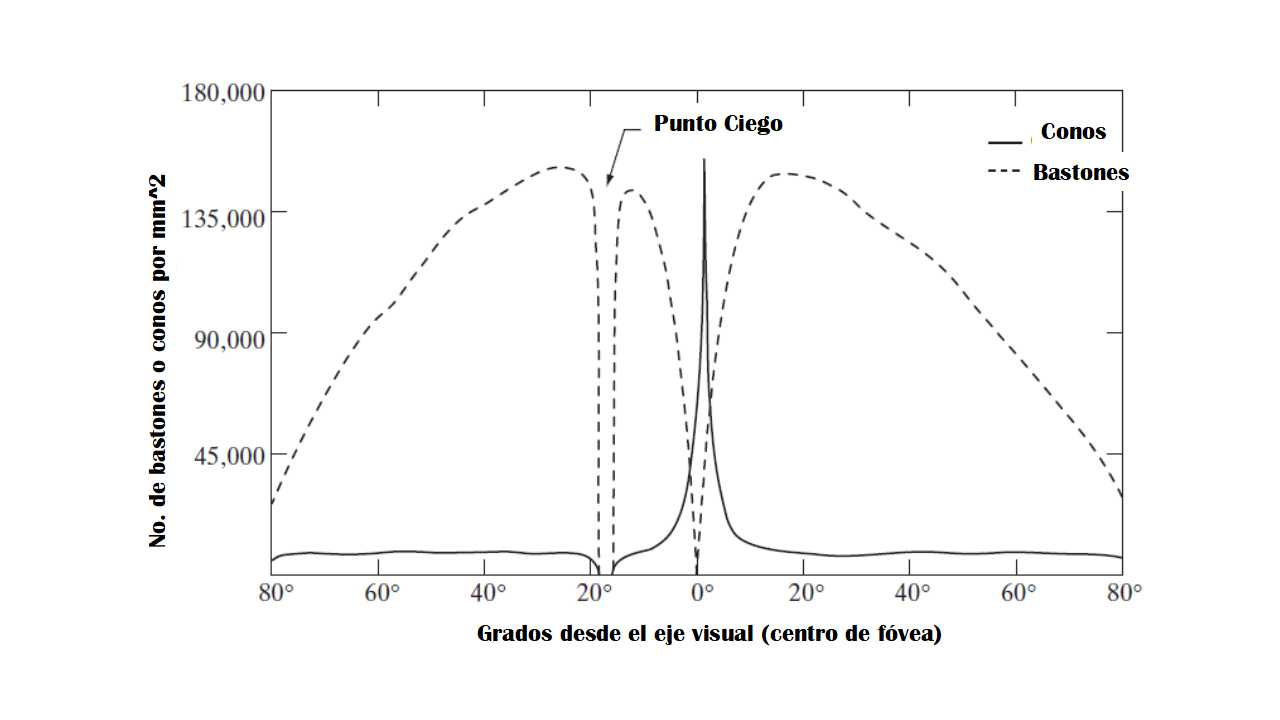 180,000
135,000
90,000
45,000
No. de bastones o conos por mm^2
Punto Ciego
Conos
Bastones
80° 60° 40° 20° 0° 20° 40° 60° 80°
Grados desde el eje visual (centro de fóvea)